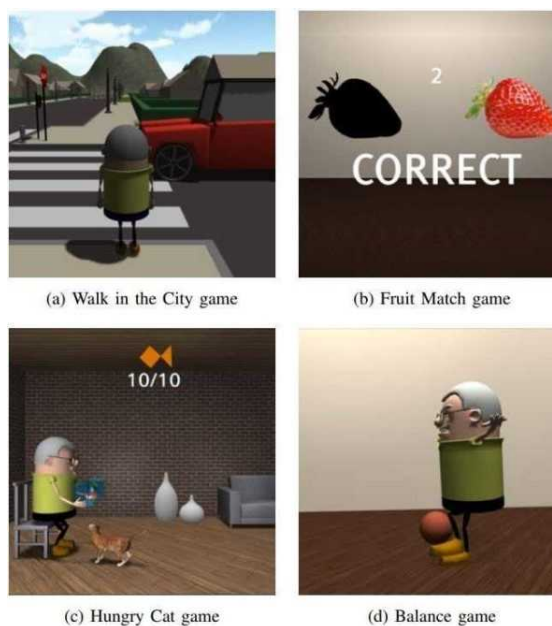 2
CORRECT
(a) Walk in the City game
(b) Fruit Match game
10/10
(c) Hungry Cat game
(d) Balance game